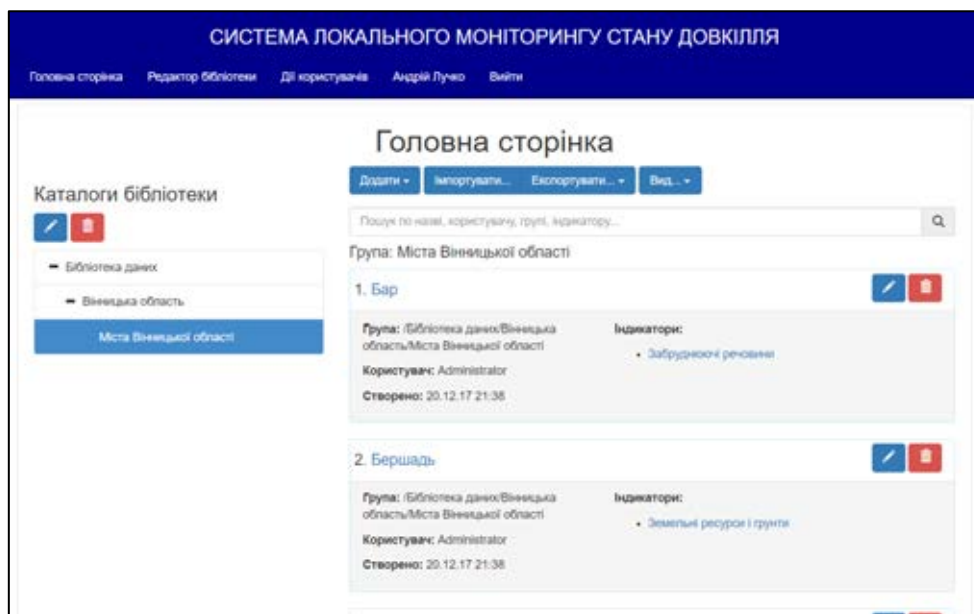 СИСТЕМА ЛОКАЛЬНОГО МОНІТОРИНГУ СТАНУ ДОВКІЛЛЯ
Головна сторінка Редактор бібліотеки Дії користувачів Андрій Лучко Вийти
Головна сторінка
Додати Імпортувати... Експортувати... Вид...
Каталоги бібліотеки
Пошук по назві, користувачу, групі, індикатору...
Група: Міста Вінницької області
Бібліотека даних
Вінницька область
Міста Вінницької області
1. Бар
Група: /Бібліотека даних/Вінницька
область/Міста Вінницької області
Користувач: Administrator
Створено: 20.12.17 21:38
Індикатори:
• Забруднюючі речовини
2. Бершадь
Група: /Бібліотека даних/Вінницька
область/Міста Вінницької області
Користувач: Administrator
Створено: 20.12.17 21:38
Індикатори:
• Земельні ресурси і грунти